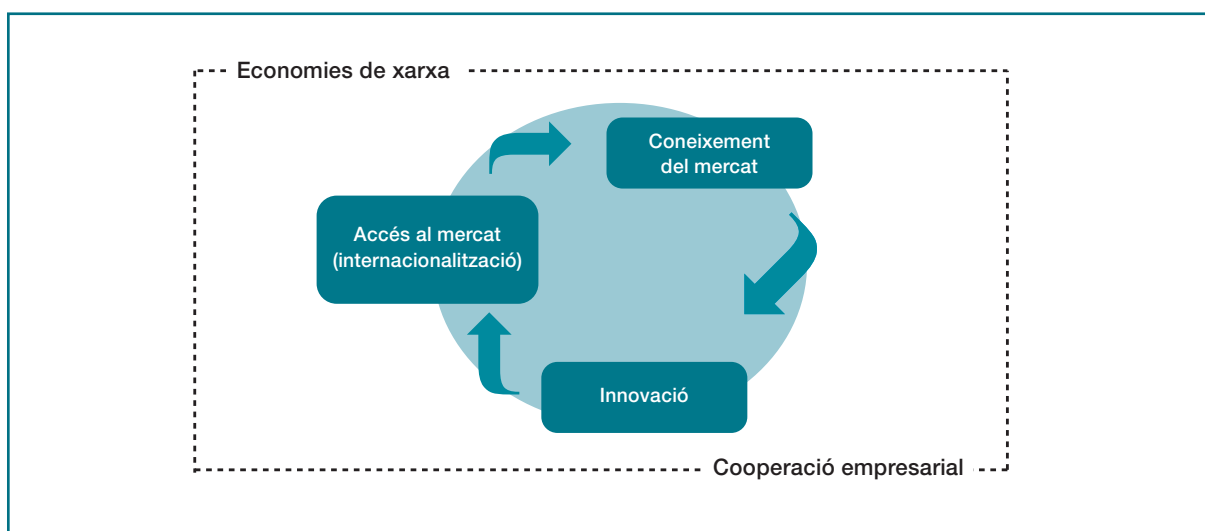 Economies de xarxa
Coneixement
del mercat
Accés al mercat
(internacionalització)
Innovació
Cooperació empresarial